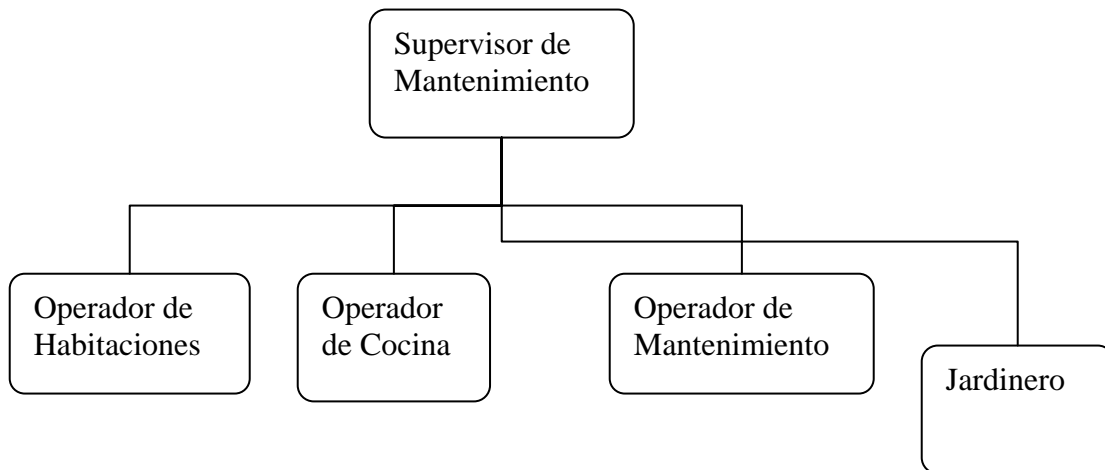 Supervisor de
Mantenimiento
Operador de
Habitaciones
Operador
de Cocina
Operador de
Mantenimiento
Jardinero